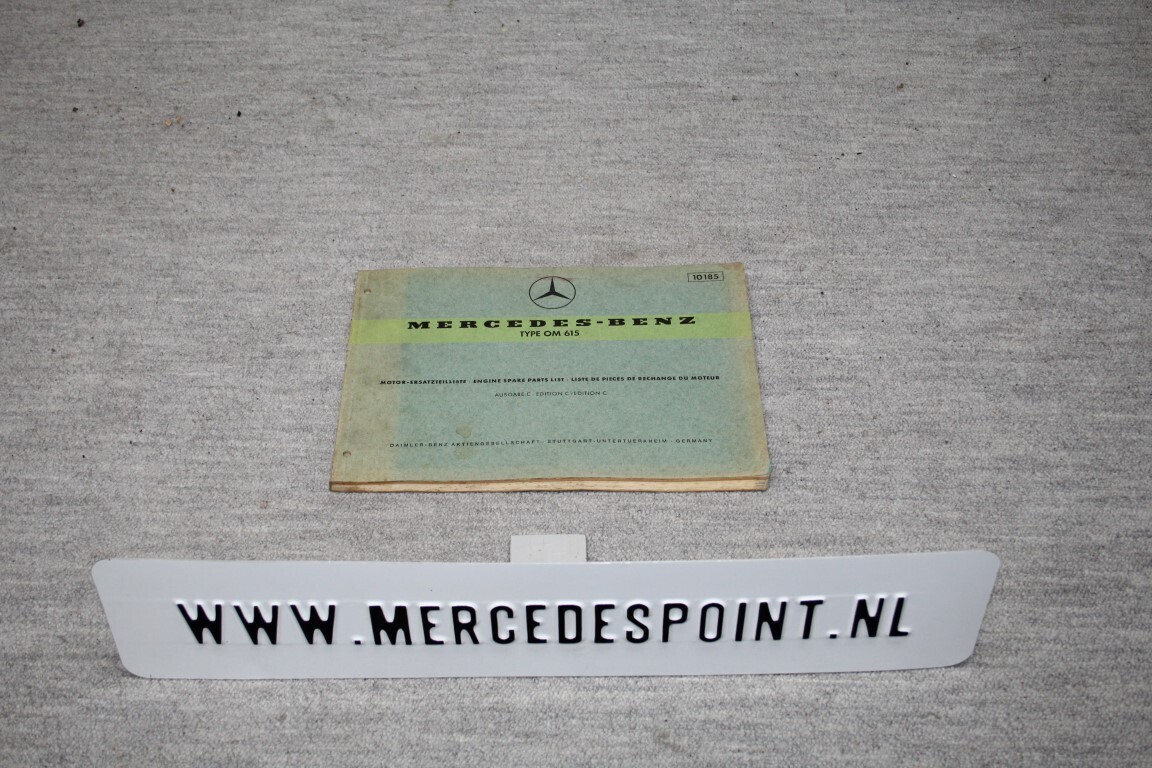 10185
MERCEDES-BENZ
TYPE OM 615
MOTOR-ERSATZTEILLISTE · ENGINE SPARE PARTS LIST · LISTE DE PIECES DE RECHANGE DU MOTEUR
AUSGABE C · EDITION C / EDITION C
DAIMLER-BENZ AKTIENGESELLSCHAFT · STUTTGART-UNTERTUERKHEIM · GERMANY
WWW.MERCEDESPOINT.NL